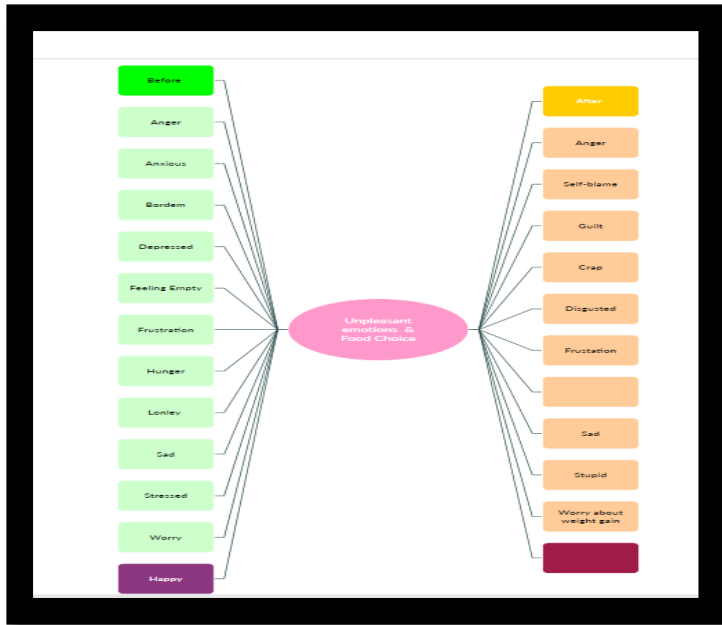 Before
Anger
Anxious
Bordem
Depressed
Feeling Empty
Frustration
Hunger
Lonley
Sad
Stressed
Worry
Happy
Unpleasant
emotions &
Food Choice
After
Anger
Self-blame
Guilt
Crap
Disgusted
Frustation
Sad
Stupid
Worry about
weight gain